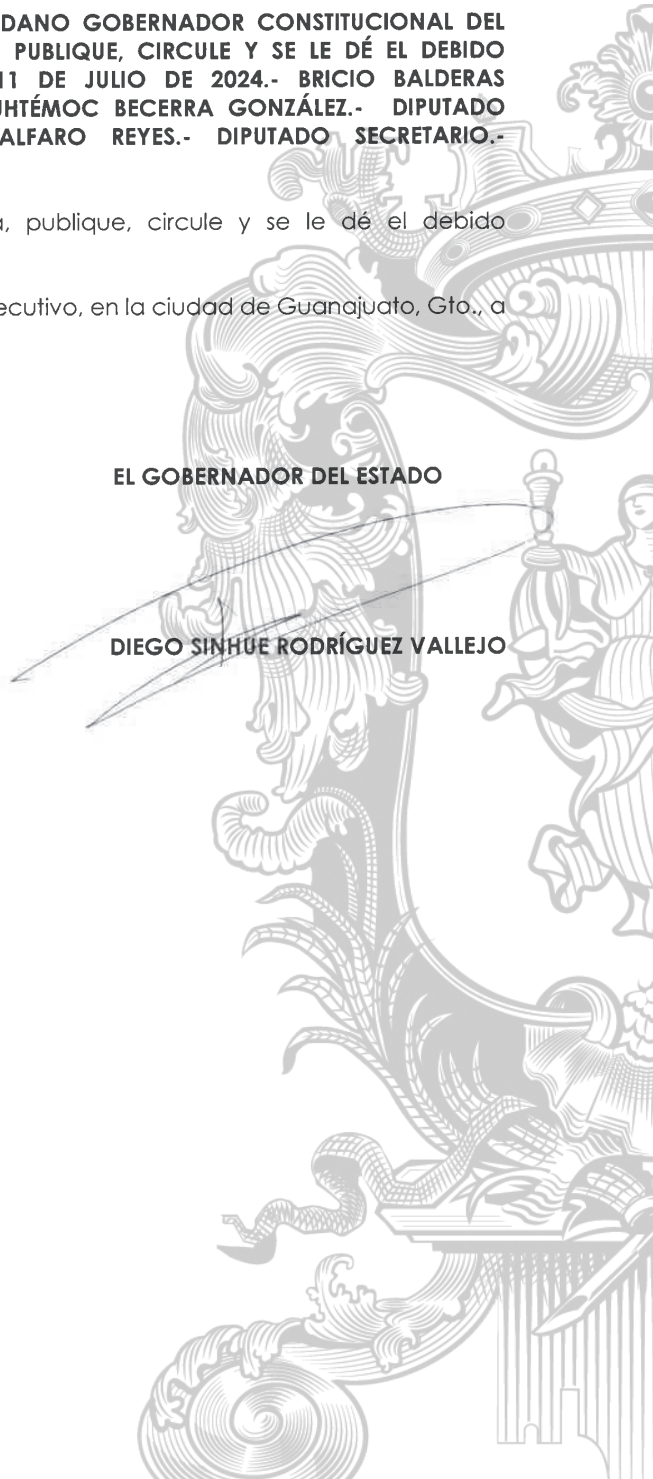 DANO GOBERNADOR CONSTITUCIONAL DEL
PUBLIQUE, CIRCULE Y SE LE DÉ EL DEBIDO
11 DE JULIO DE 2024.- BRICIO BALDERAS
UHTÉMOC BECERRA GONZÁLEZ.- DIPUTADO
ALFARO REYES.- DIPUTADO SECRETARIO.-
a, publique, circule y se le dé el debido
ecutivo, en la ciudad de Guanajuato, Gto., a
EL GOBERNADOR DEL ESTADO
DIEGO SINHUE RODRÍGUEZ VALLEJO